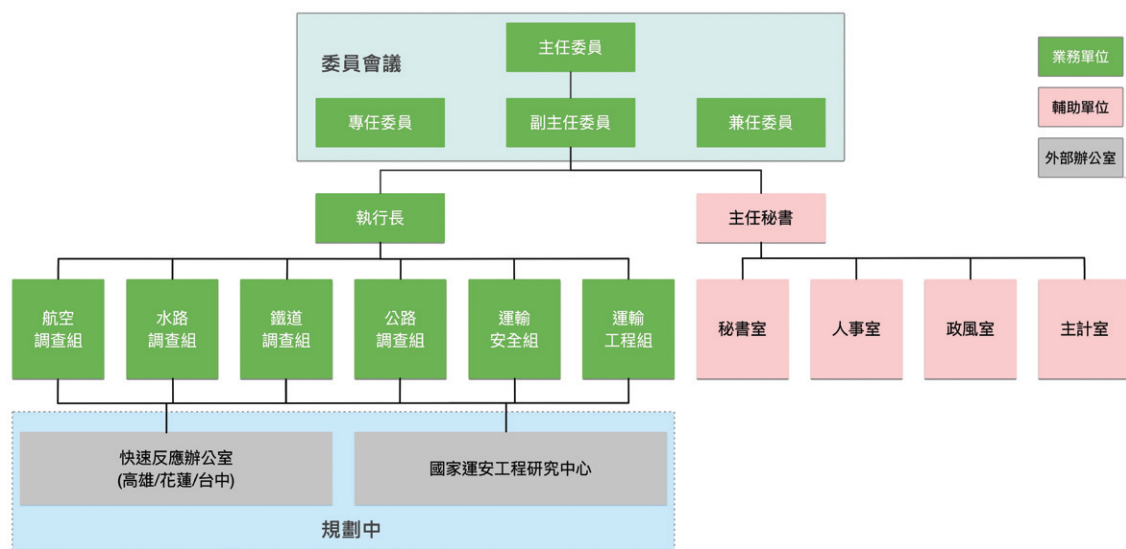 委員會議
主任委員
專任委員
副主任委員
兼任委員
業務單位
輔助單位
外部辦公室
執行長
主任秘書
航空
調查組
水路
調查組
鐵道
調查組
公路
調查組
運輸
安全組
運輸
工程組
秘書室
人事室
政風室
主計室
快速反應辦公室
(高雄/花蓮/台中)
國家運安工程研究中心
規劃中